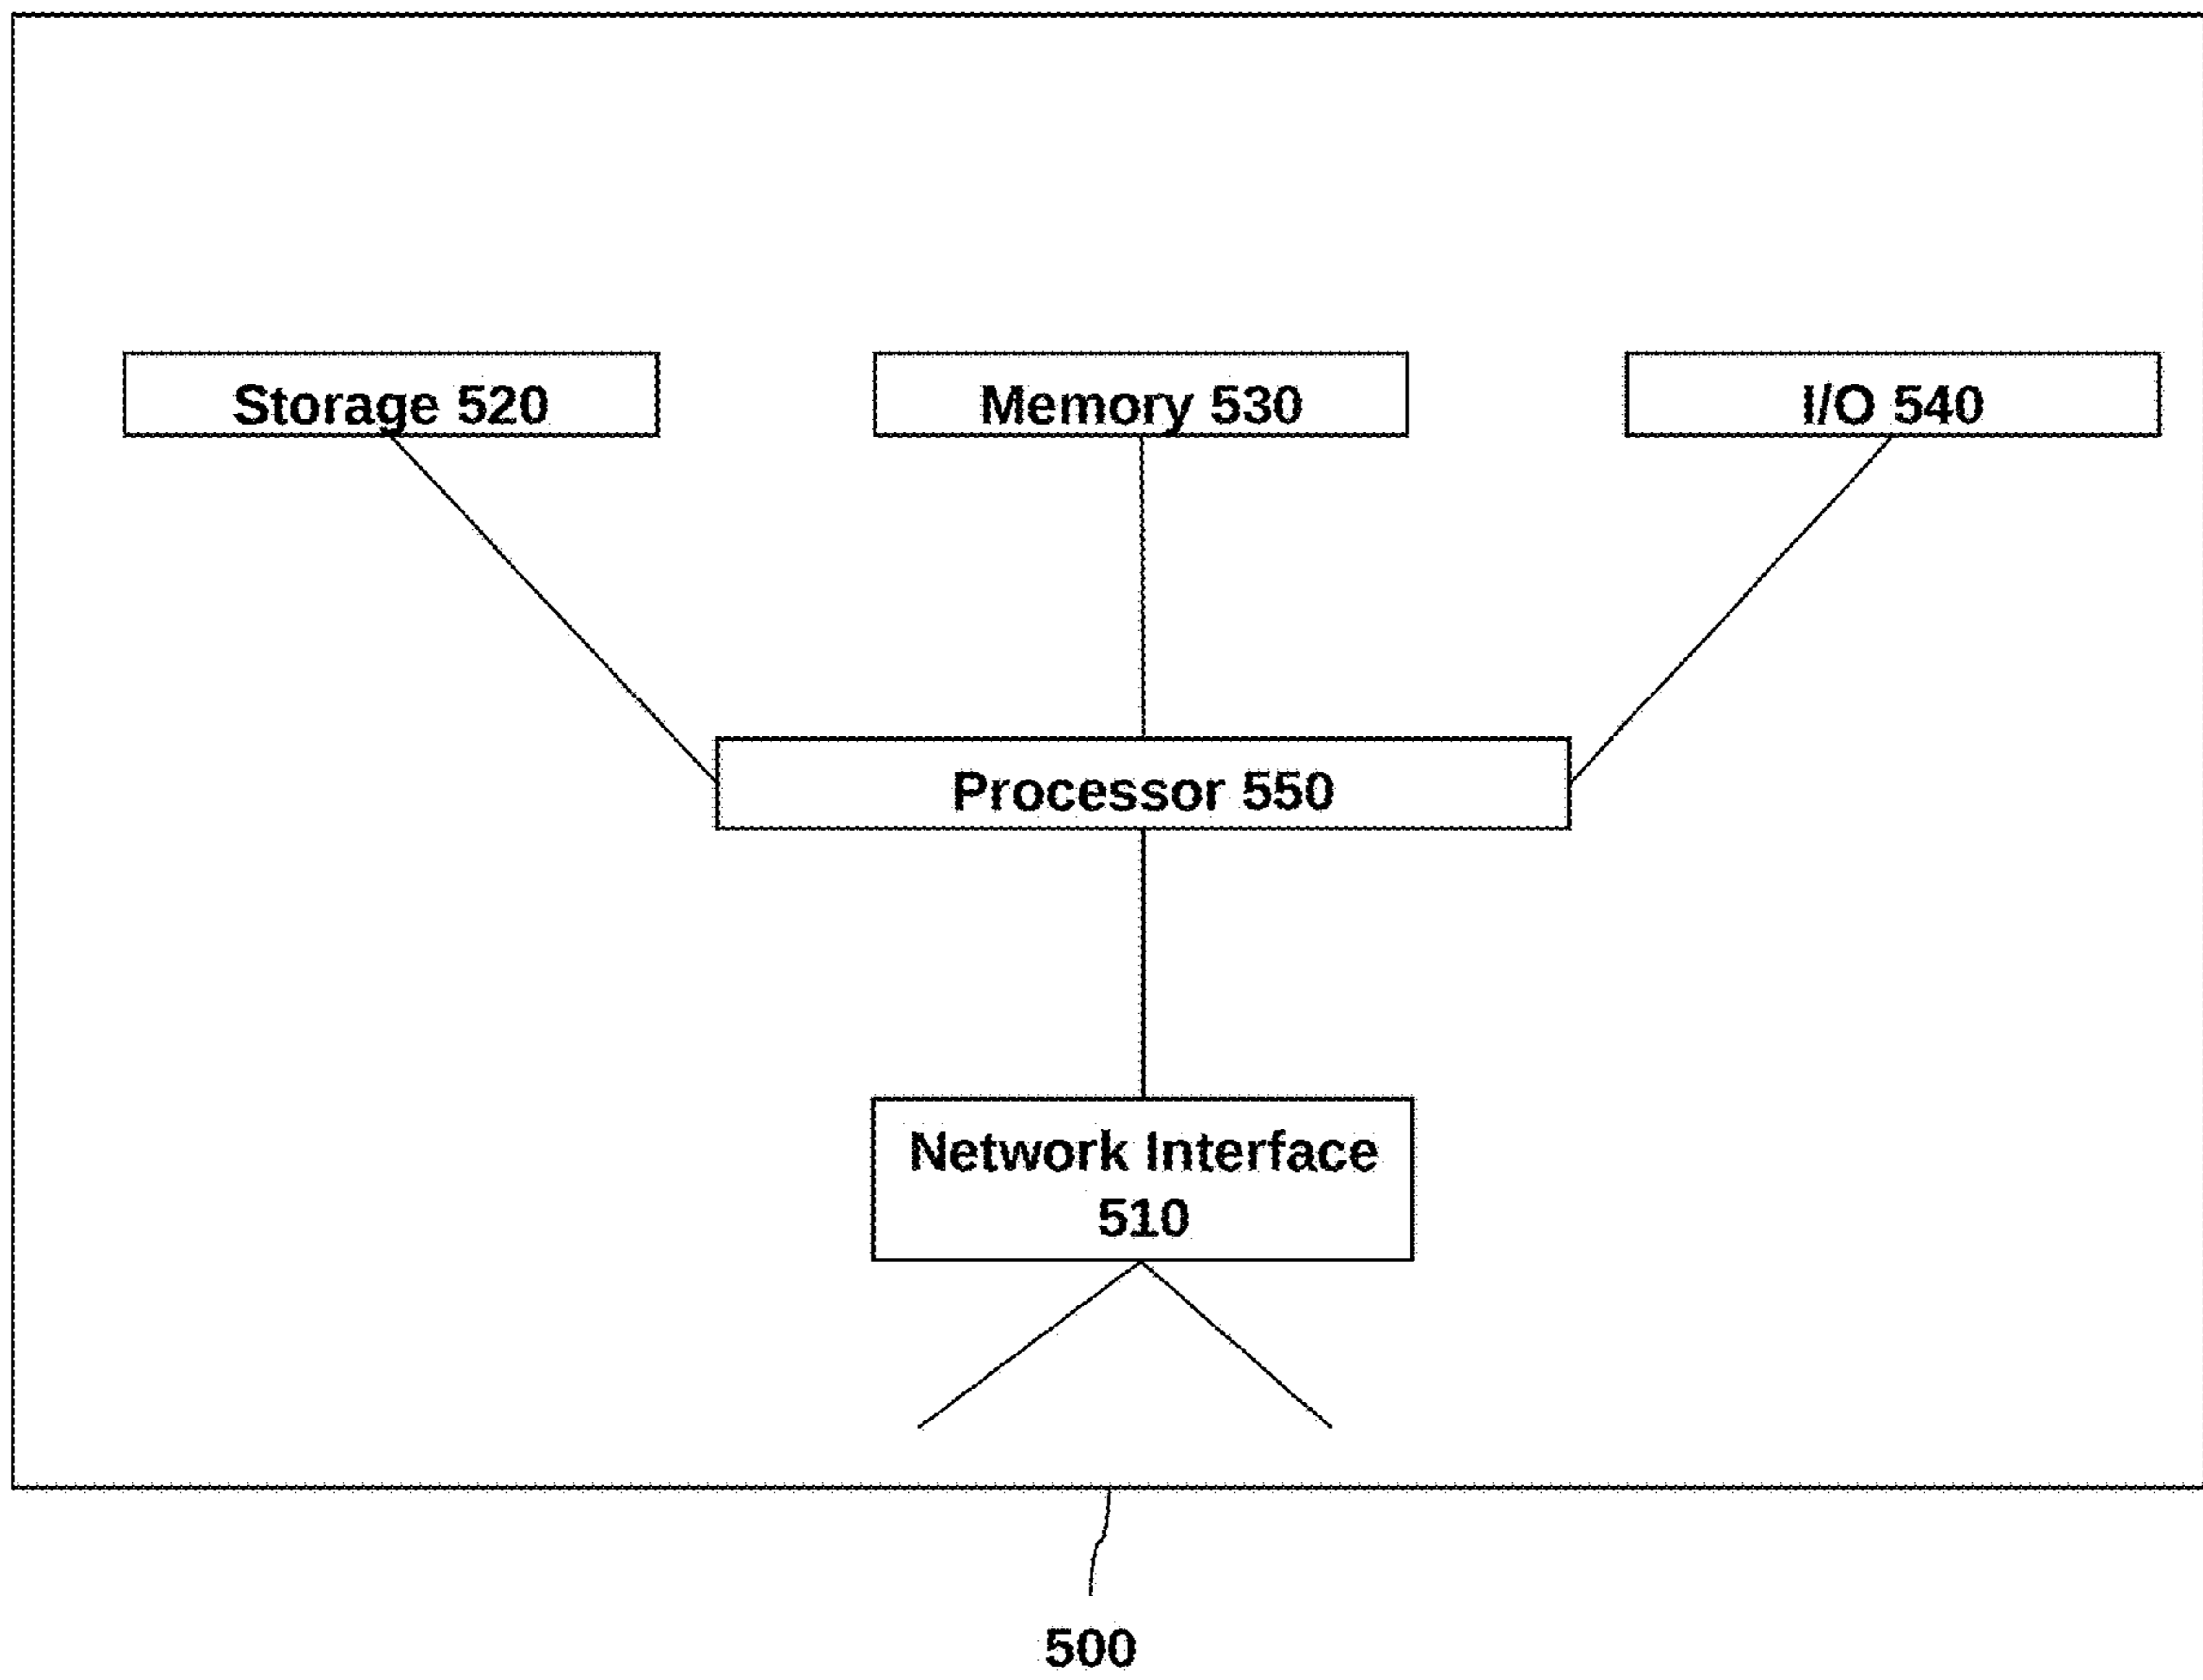 Storage 520
Memory 530
I/O 540
Processor 550
Network Interface
510
500